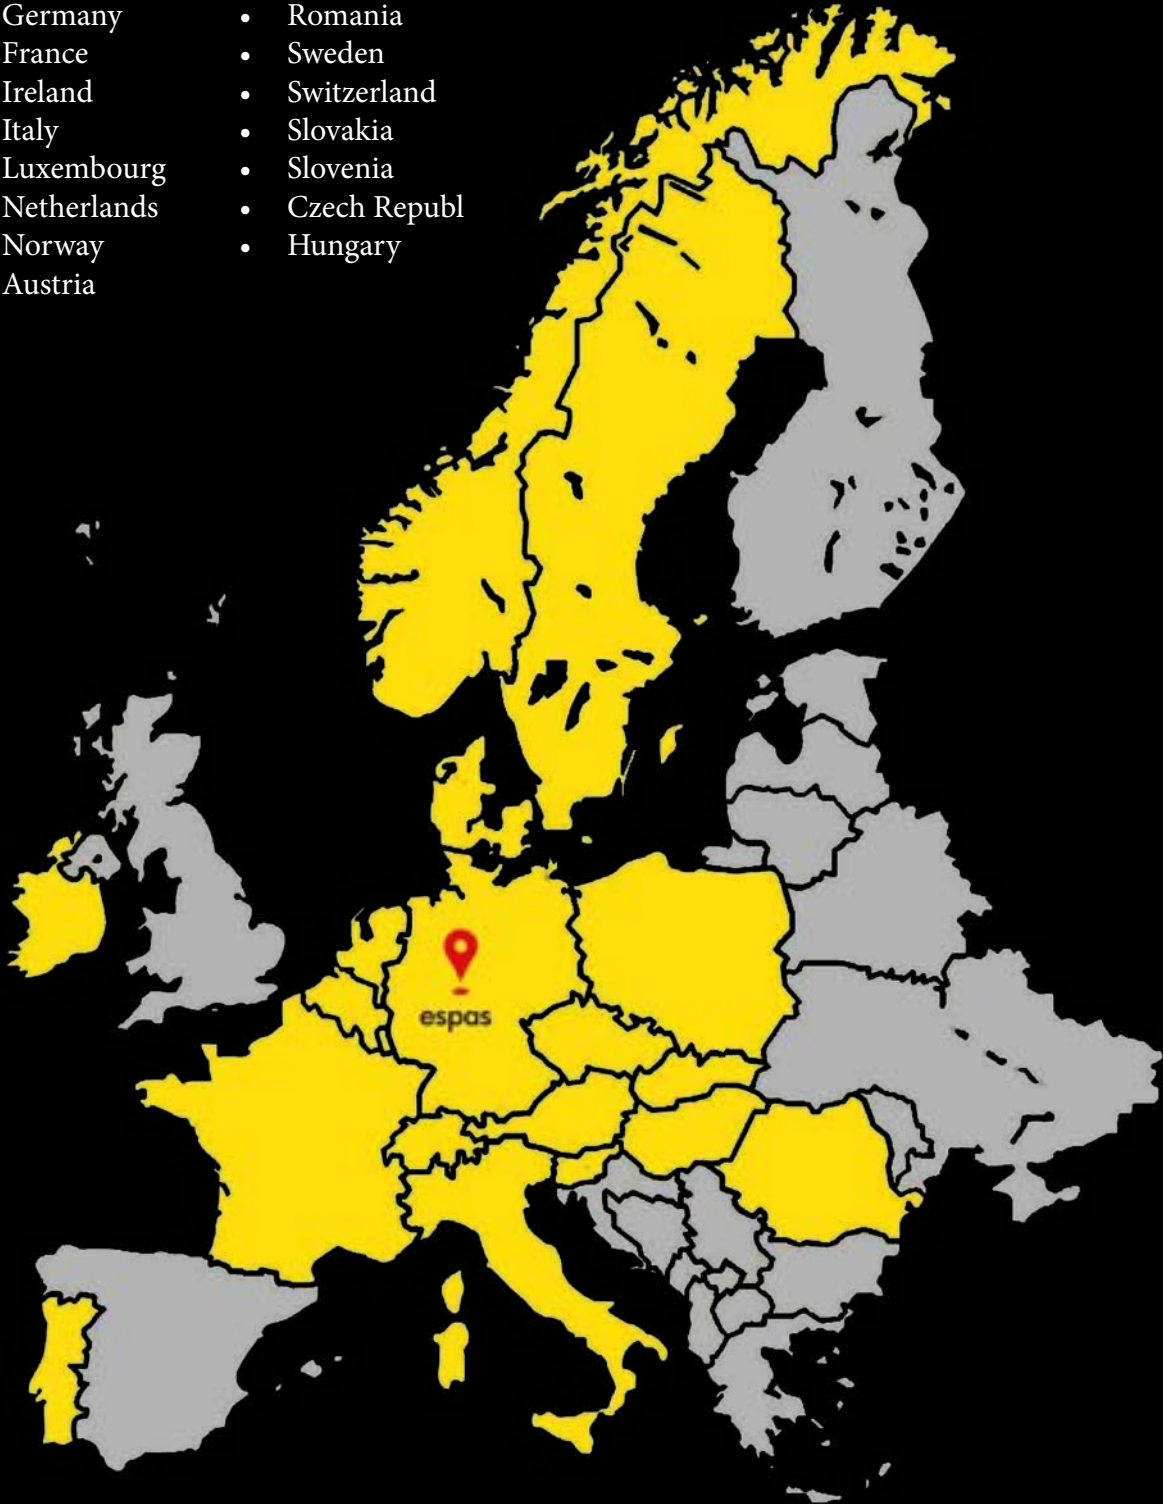 Germany
France
Ireland
Italy
Luxembourg
Netherlands
Norway
Austria
• Romania
• Sweden
• Switzerland
• Slovakia
• Slovenia
• Czech Republ
• Hungary
espas